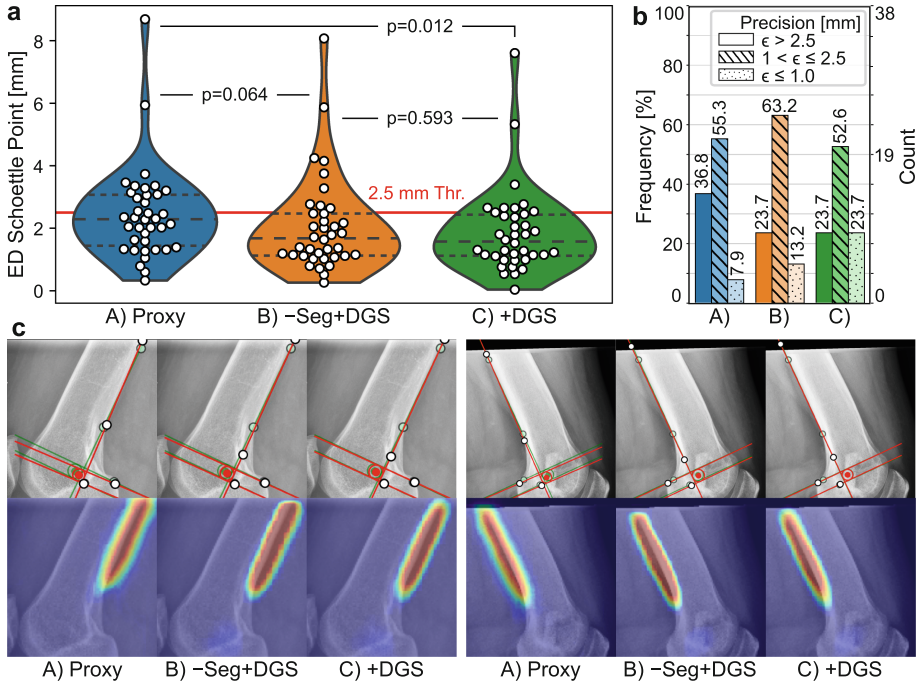 a
ED Schoettle Point [mm]
8
6
4
2
0
p=0.012
p=0.064
p=0.593
2.5 mm Thr.
A) Proxy
B) −Seg+DGS
C) +DGS
b
Frequency [%]
100
80
60
40
20
0
Precision [mm]
ϵ > 2.5
1 < ϵ ≤ 2.5
ϵ ≤ 1.0
36.8
55.3
7.9
23.7
63.2
13.2
23.7
52.6
23.7
38
19
0
Count
A)
B)
C)
c
A) Proxy
B) −Seg+DGS
C) +DGS
A) Proxy
B) −Seg+DGS
C) +DGS